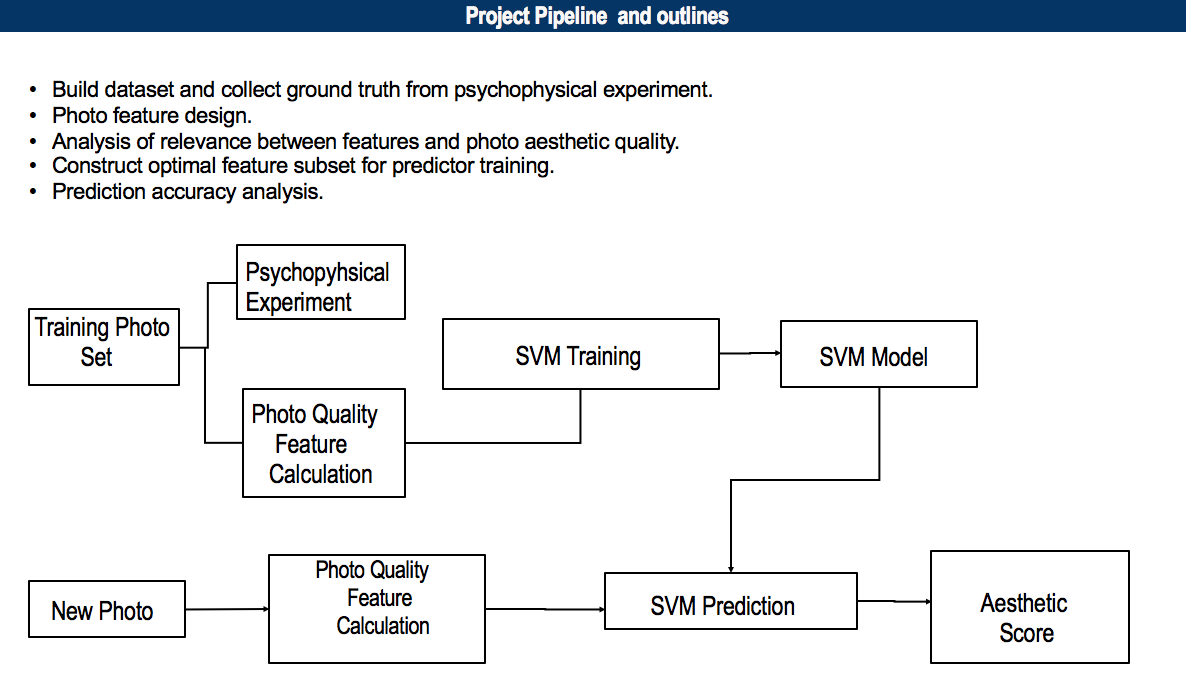 Project Pipeline and outlines
• Build dataset and collect ground truth from psychophysical experiment.
• Photo feature design.
• Analysis of relevance between features and photo aesthetic quality.
• Construct optimal feature subset for predictor training.
• Prediction accuracy analysis.
Psychopyhsical
Experiment
Training Photo
Set
SVM Training
SVM Model
Photo Quality
Feature
Calculation
New Photo
Photo Quality
Feature
Calculation
SVM Prediction
Aesthetic
Score